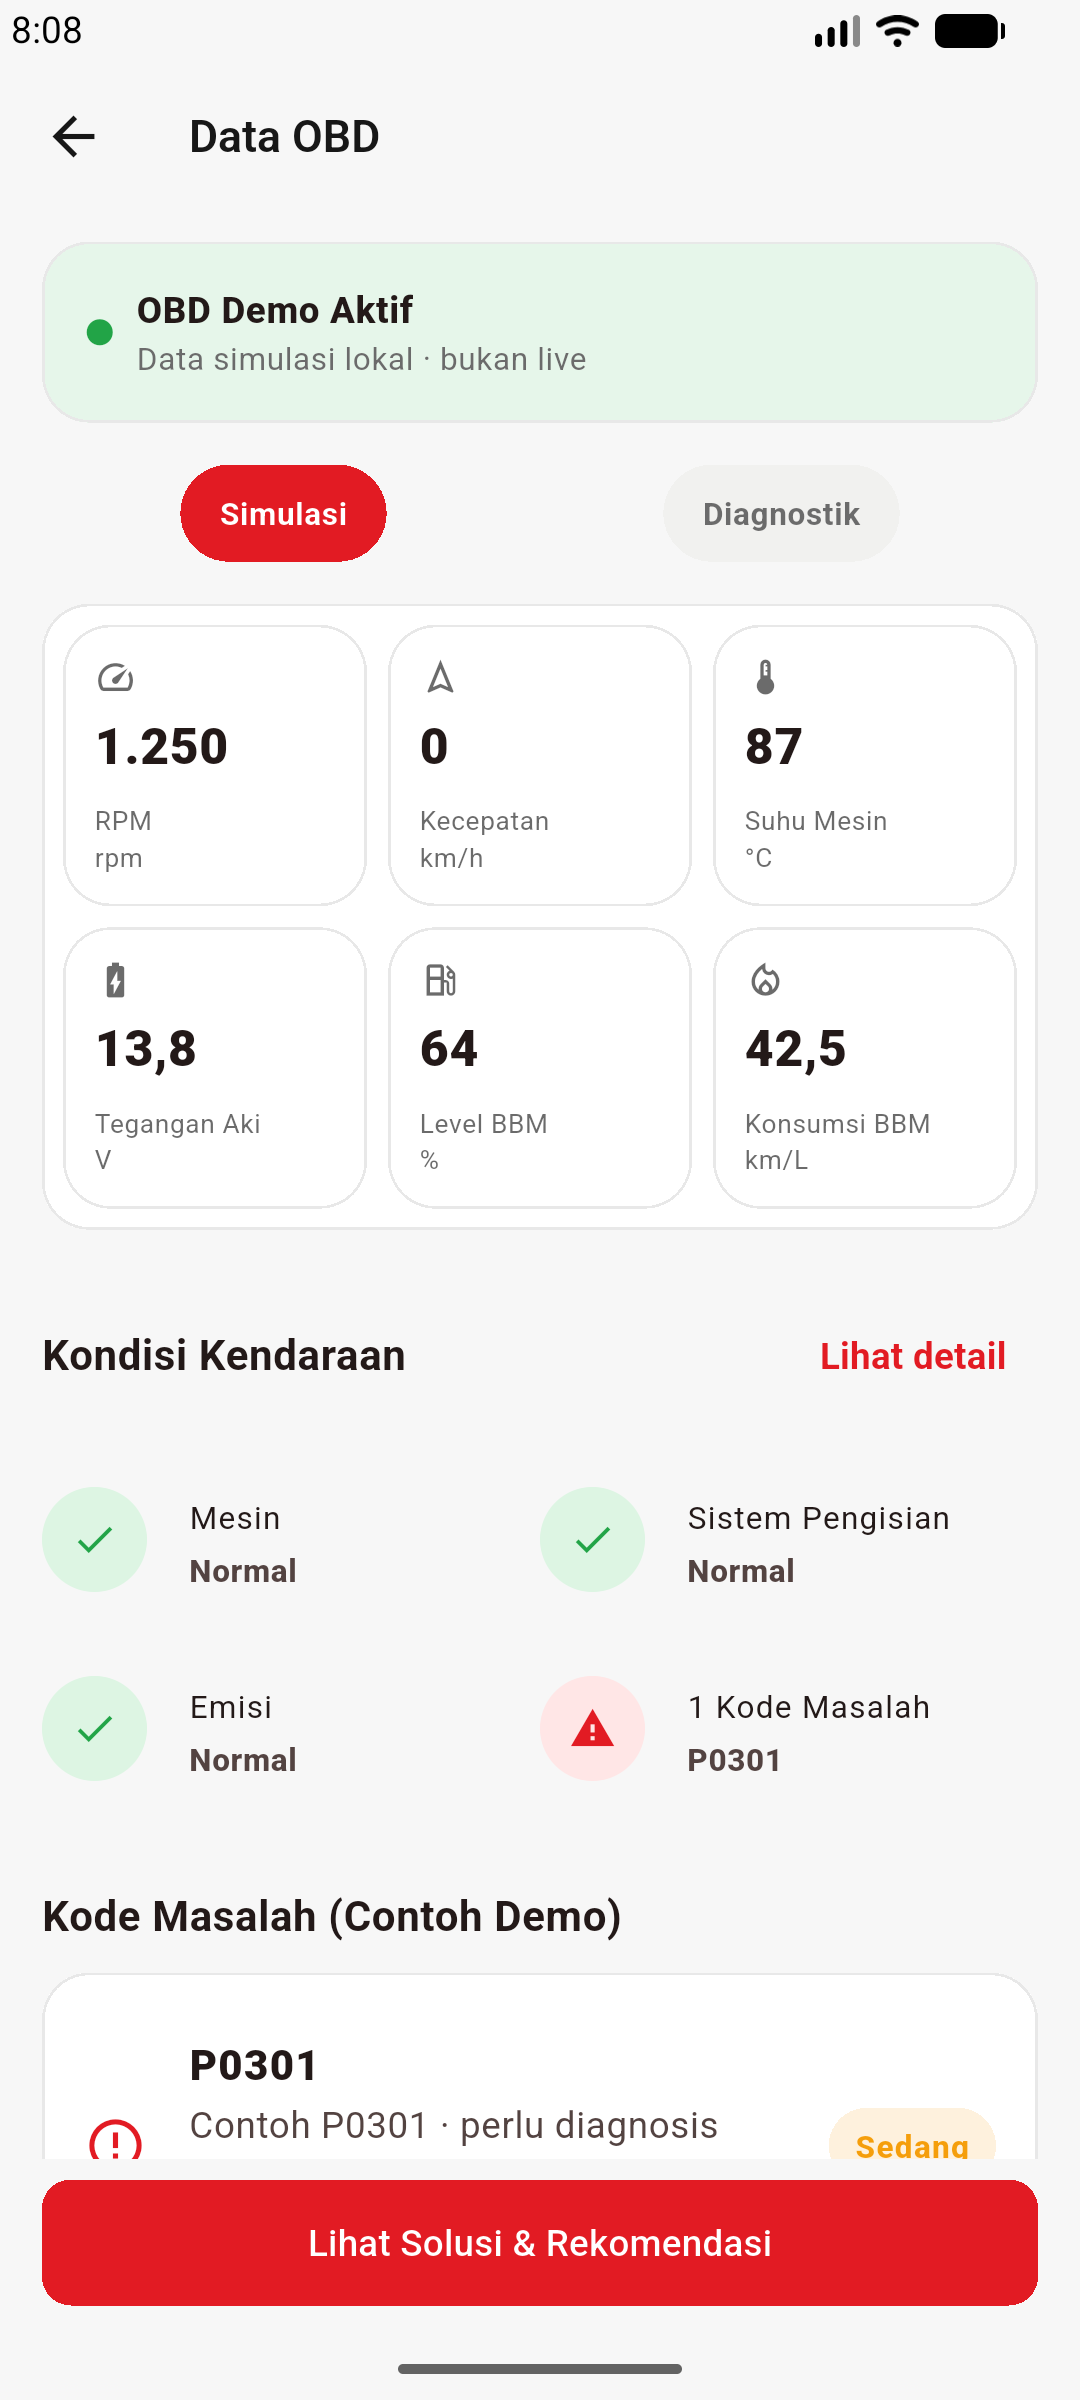 8:08
Data OBD
OBD Demo Aktif
Data simulasi lokal · bukan live
Simulasi
Diagnostik
1.250
RPM
rpm
0
Kecepatan
km/h
87
Suhu Mesin
°C
13,8
Tegangan Aki
V
64
Level BBM
%
42,5
Konsumsi BBM
km/L
Kondisi Kendaraan
Lihat detail
Mesin
Normal
Sistem Pengisian
Normal
Emisi
Normal
1 Kode Masalah
P0301
Kode Masalah (Contoh Demo)
P0301
Contoh P0301 · perlu diagnosis
Sedang
Lihat Solusi & Rekomendasi